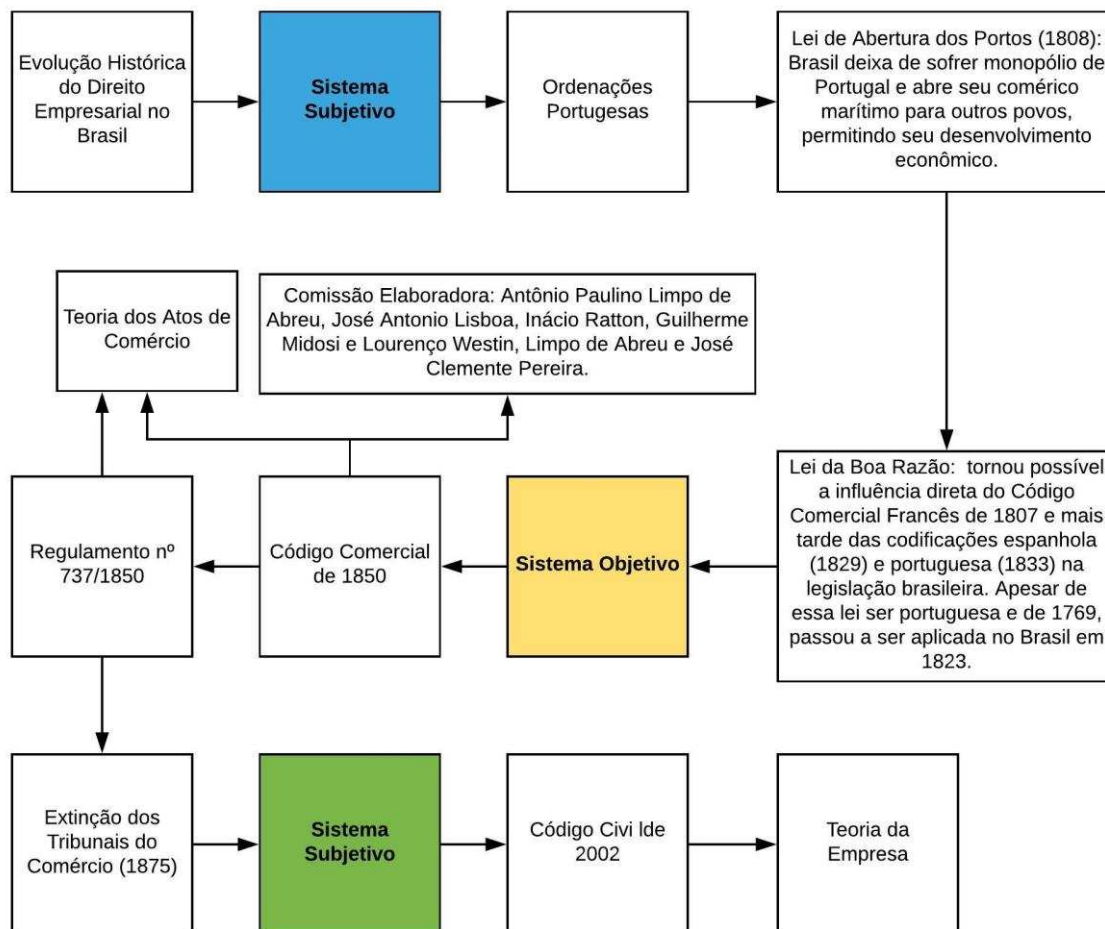 Evolução Histórica
do Direito
Empresarial no
Brasil
Sistema
Subjetivo
Ordenações
Portugesas
Lei de Abertura dos Portos (1808):
Brasil deixa de sofrer monopólio de
Portugal e abre seu comérico
marítimo para outros povos,
permitindo seu desenvolvimento
econômico.
Teoria dos Atos de
Comércio
Comissão Elaboradora: Antônio Paulino Limpo de
Abreu, José Antonio Lisboa, Inácio Ratton, Guilherme
Midosi e Lourenço Westin, Limpo de Abreu e José
Clemente Pereira.
Regulamento nº
737/1850
Código Comercial
de 1850
Sistema Objetivo
Lei da Boa Razão: tornou possível
a influência direta do Código
Comercial Francês de 1807 e mais
tarde das codificações espanhola
(1829) e portuguesa (1833) na
legislação brasileira. Apesar de
essa lei ser portuguesa e de 1769,
passou a ser aplicada no Brasil em
1823.
Extinção dos
Tribunais do
Comércio (1875)
Sistema
Subjetivo
Código Civi lde
2002
Teoria da
Empresa